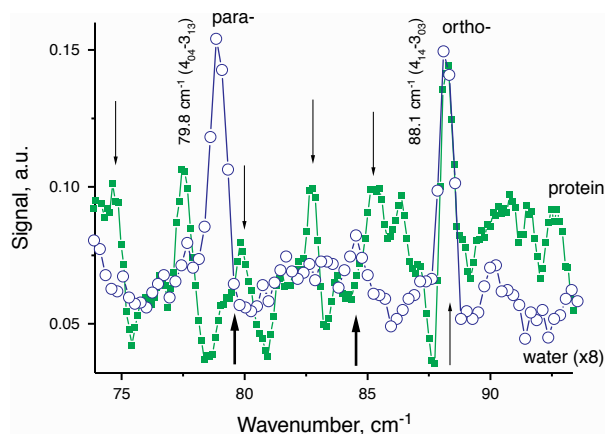 para-
ortho-
79.8 cm⁻¹ (4₀₄-3₁₃)
88.1 cm⁻¹ (4₁₄-3₀₃)
0.15
0.10
0.05
Signal, a.u.
protein
water (x8)
75
80
85
90
Wavenumber, cm⁻¹